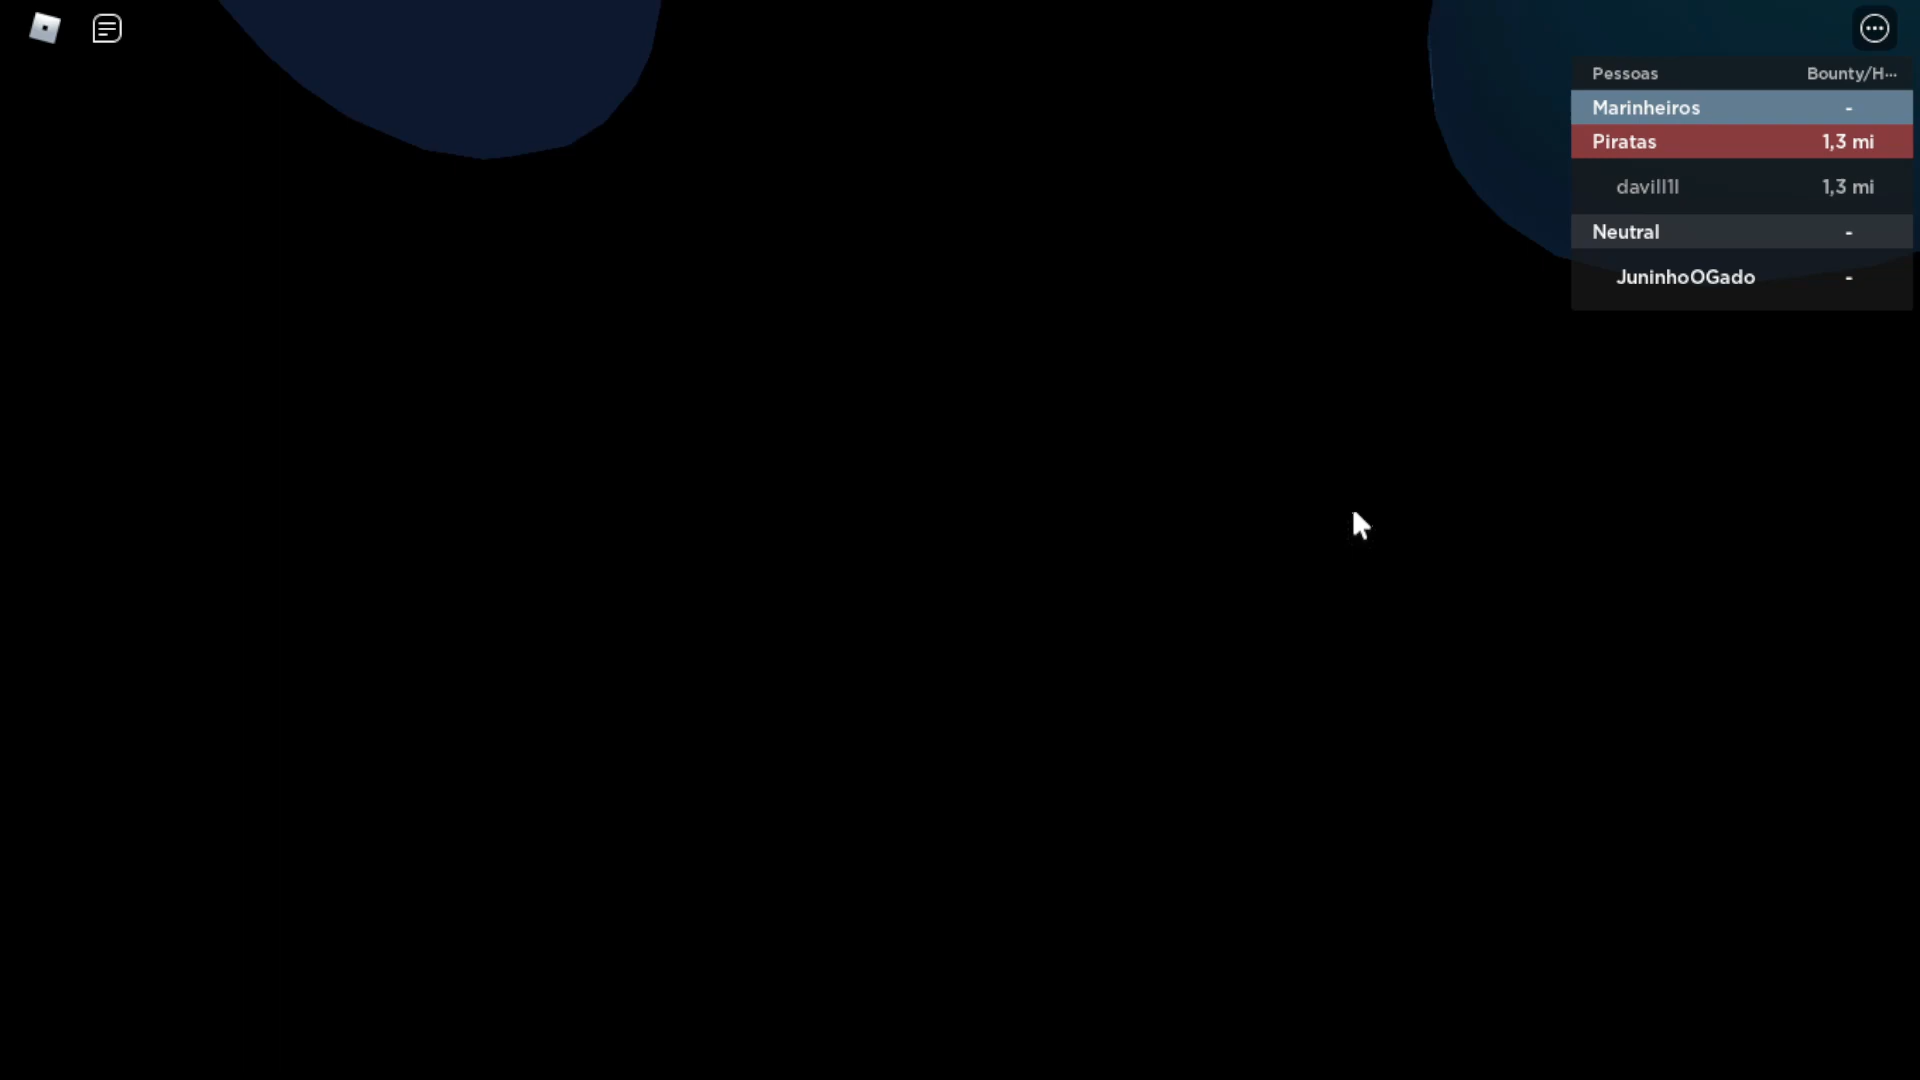 Pessoas Bounty/H...
Marinheiros -
Piratas 1,3 mi
davill1l 1,3 mi
Neutral -
JuninhoOGado -